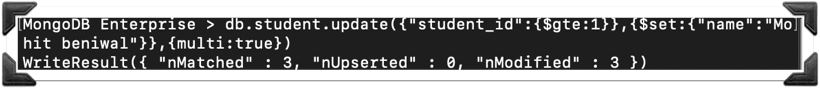 MongoDB Enterprise > db.student.update({"student_id":{$gte:1}},{$set:{"name":"Mo
hit beniwal"}},{multi:true})
WriteResult({ "nMatched" : 3, "nUpserted" : 0, "nModified" : 3 })